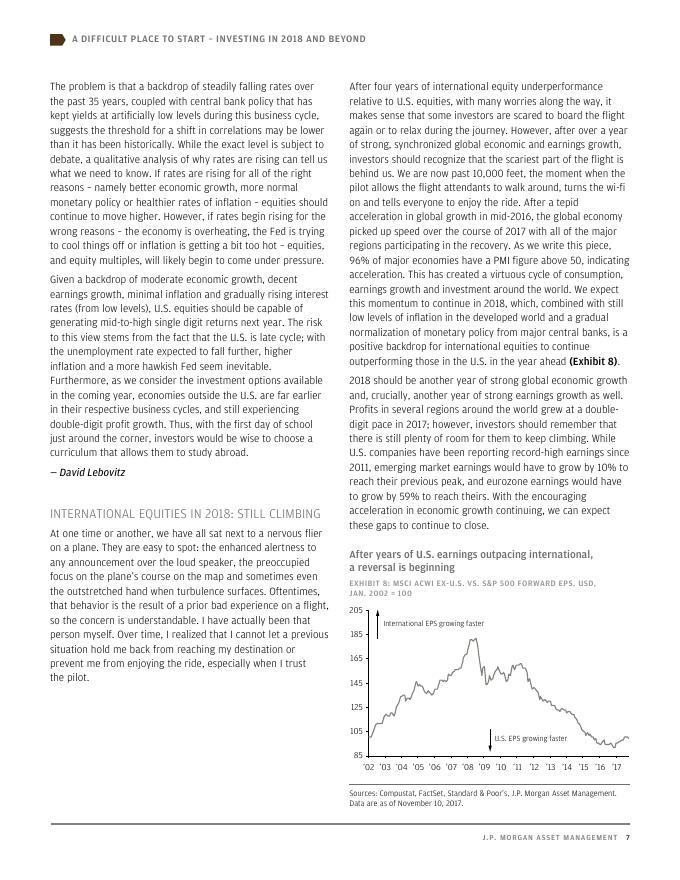 A DIFFICULT PLACE TO START – INVESTING IN 2018 AND BEYOND
The problem is that a backdrop of steadily falling rates over
the past 35 years, coupled with central bank policy that has
kept yields at artificially low levels during this business cycle,
suggests the threshold for a shift in correlations may be lower
than it has been historically. While the exact level is subject to
debate, a qualitative analysis of why rates are rising can tell us
what we need to know. If rates are rising for all of the right
reasons – namely better economic growth, more normal
monetary policy or healthier rates of inflation – equities should
continue to move higher. However, if rates begin rising for the
wrong reasons – the economy is overheating, the Fed is trying
to cool things off or inflation is getting a bit too hot – equities,
and equity multiples, will likely begin to come under pressure.
Given a backdrop of moderate economic growth, decent
earnings growth, minimal inflation and gradually rising interest
rates (from low levels), U.S. equities should be capable of
generating mid-to-high single digit returns next year. The risk
to this view stems from the fact that the U.S. is late cycle; with
the unemployment rate expected to fall further, higher
inflation and a more hawkish Fed seem inevitable.
Furthermore, as we consider the investment options available
in the coming year, economies outside the U.S. are far earlier
in their respective business cycles, and still experiencing
double-digit profit growth. Thus, with the first day of school
just around the corner, investors would be wise to choose a
curriculum that allows them to study abroad.
– David Lebovitz
INTERNATIONAL EQUITIES IN 2018: STILL CLIMBING
At one time or another, we have all sat next to a nervous flier
on a plane. They are easy to spot: the enhanced alertness to
any announcement over the loud speaker, the preoccupied
focus on the plane's course on the map and sometimes even
the outstretched hand when turbulence surfaces. Oftentimes,
that behavior is the result of a prior bad experience on a flight,
so the concern is understandable. I have actually been that
person myself. Over time, I realized that I cannot let a previous
situation hold me back from reaching my destination or
prevent me from enjoying the ride, especially when I trust
the pilot.
After four years of international equity underperformance
relative to U.S. equities, with many worries along the way, it
makes sense that some investors are scared to board the flight
again or to relax during the journey. However, after over a year
of strong, synchronized global economic and earnings growth,
investors should recognize that the scariest part of the flight is
behind us. We are now past 10,000 feet, the moment when the
pilot allows the flight attendants to walk around, turns the wi-fi
on and tells everyone to enjoy the ride. After a tepid
acceleration in global growth in mid-2016, the global economy
picked up speed over the course of 2017 with all of the major
regions participating in the recovery. As we write this piece,
96% of major economies have a PMI figure above 50, indicating
acceleration. This has created a virtuous cycle of consumption,
earnings growth and investment around the world. We expect
this momentum to continue in 2018, which, combined with still
low levels of inflation in the developed world and a gradual
normalization of monetary policy from major central banks, is a
positive backdrop for international equities to continue
outperforming those in the U.S. in the year ahead (Exhibit 8).
2018 should be another year of strong global economic growth
and, crucially, another year of strong earnings growth as well.
Profits in several regions around the world grew at a double-
digit pace in 2017; however, investors should remember that
there is still plenty of room for them to keep climbing. While
U.S. companies have been reporting record-high earnings since
2011, emerging market earnings would have to grow by 10% to
reach their previous peak, and eurozone earnings would have
to grow by 59% to reach theirs. With the encouraging
acceleration in economic growth continuing, we can expect
these gaps to continue to close.
After years of U.S. earnings outpacing international,
a reversal is beginning
EXHIBIT 8: MSCI ACWI EX-U.S. VS. S&P 500 FORWARD EPS, USD,
JAN. 2002 = 100
205
International EPS growing faster
185
165
145
125
105
U.S. EPS growing faster
85
'02 '03 '04 '05 '06 '07 '08 '09 '10 '11 '12 '13 '14 '15 '16 '17
Sources: Compustat, FactSet, Standard & Poor's, J.P. Morgan Asset Management.
Data are as of November 10, 2017.
J.P. MORGAN ASSET MANAGEMENT 7